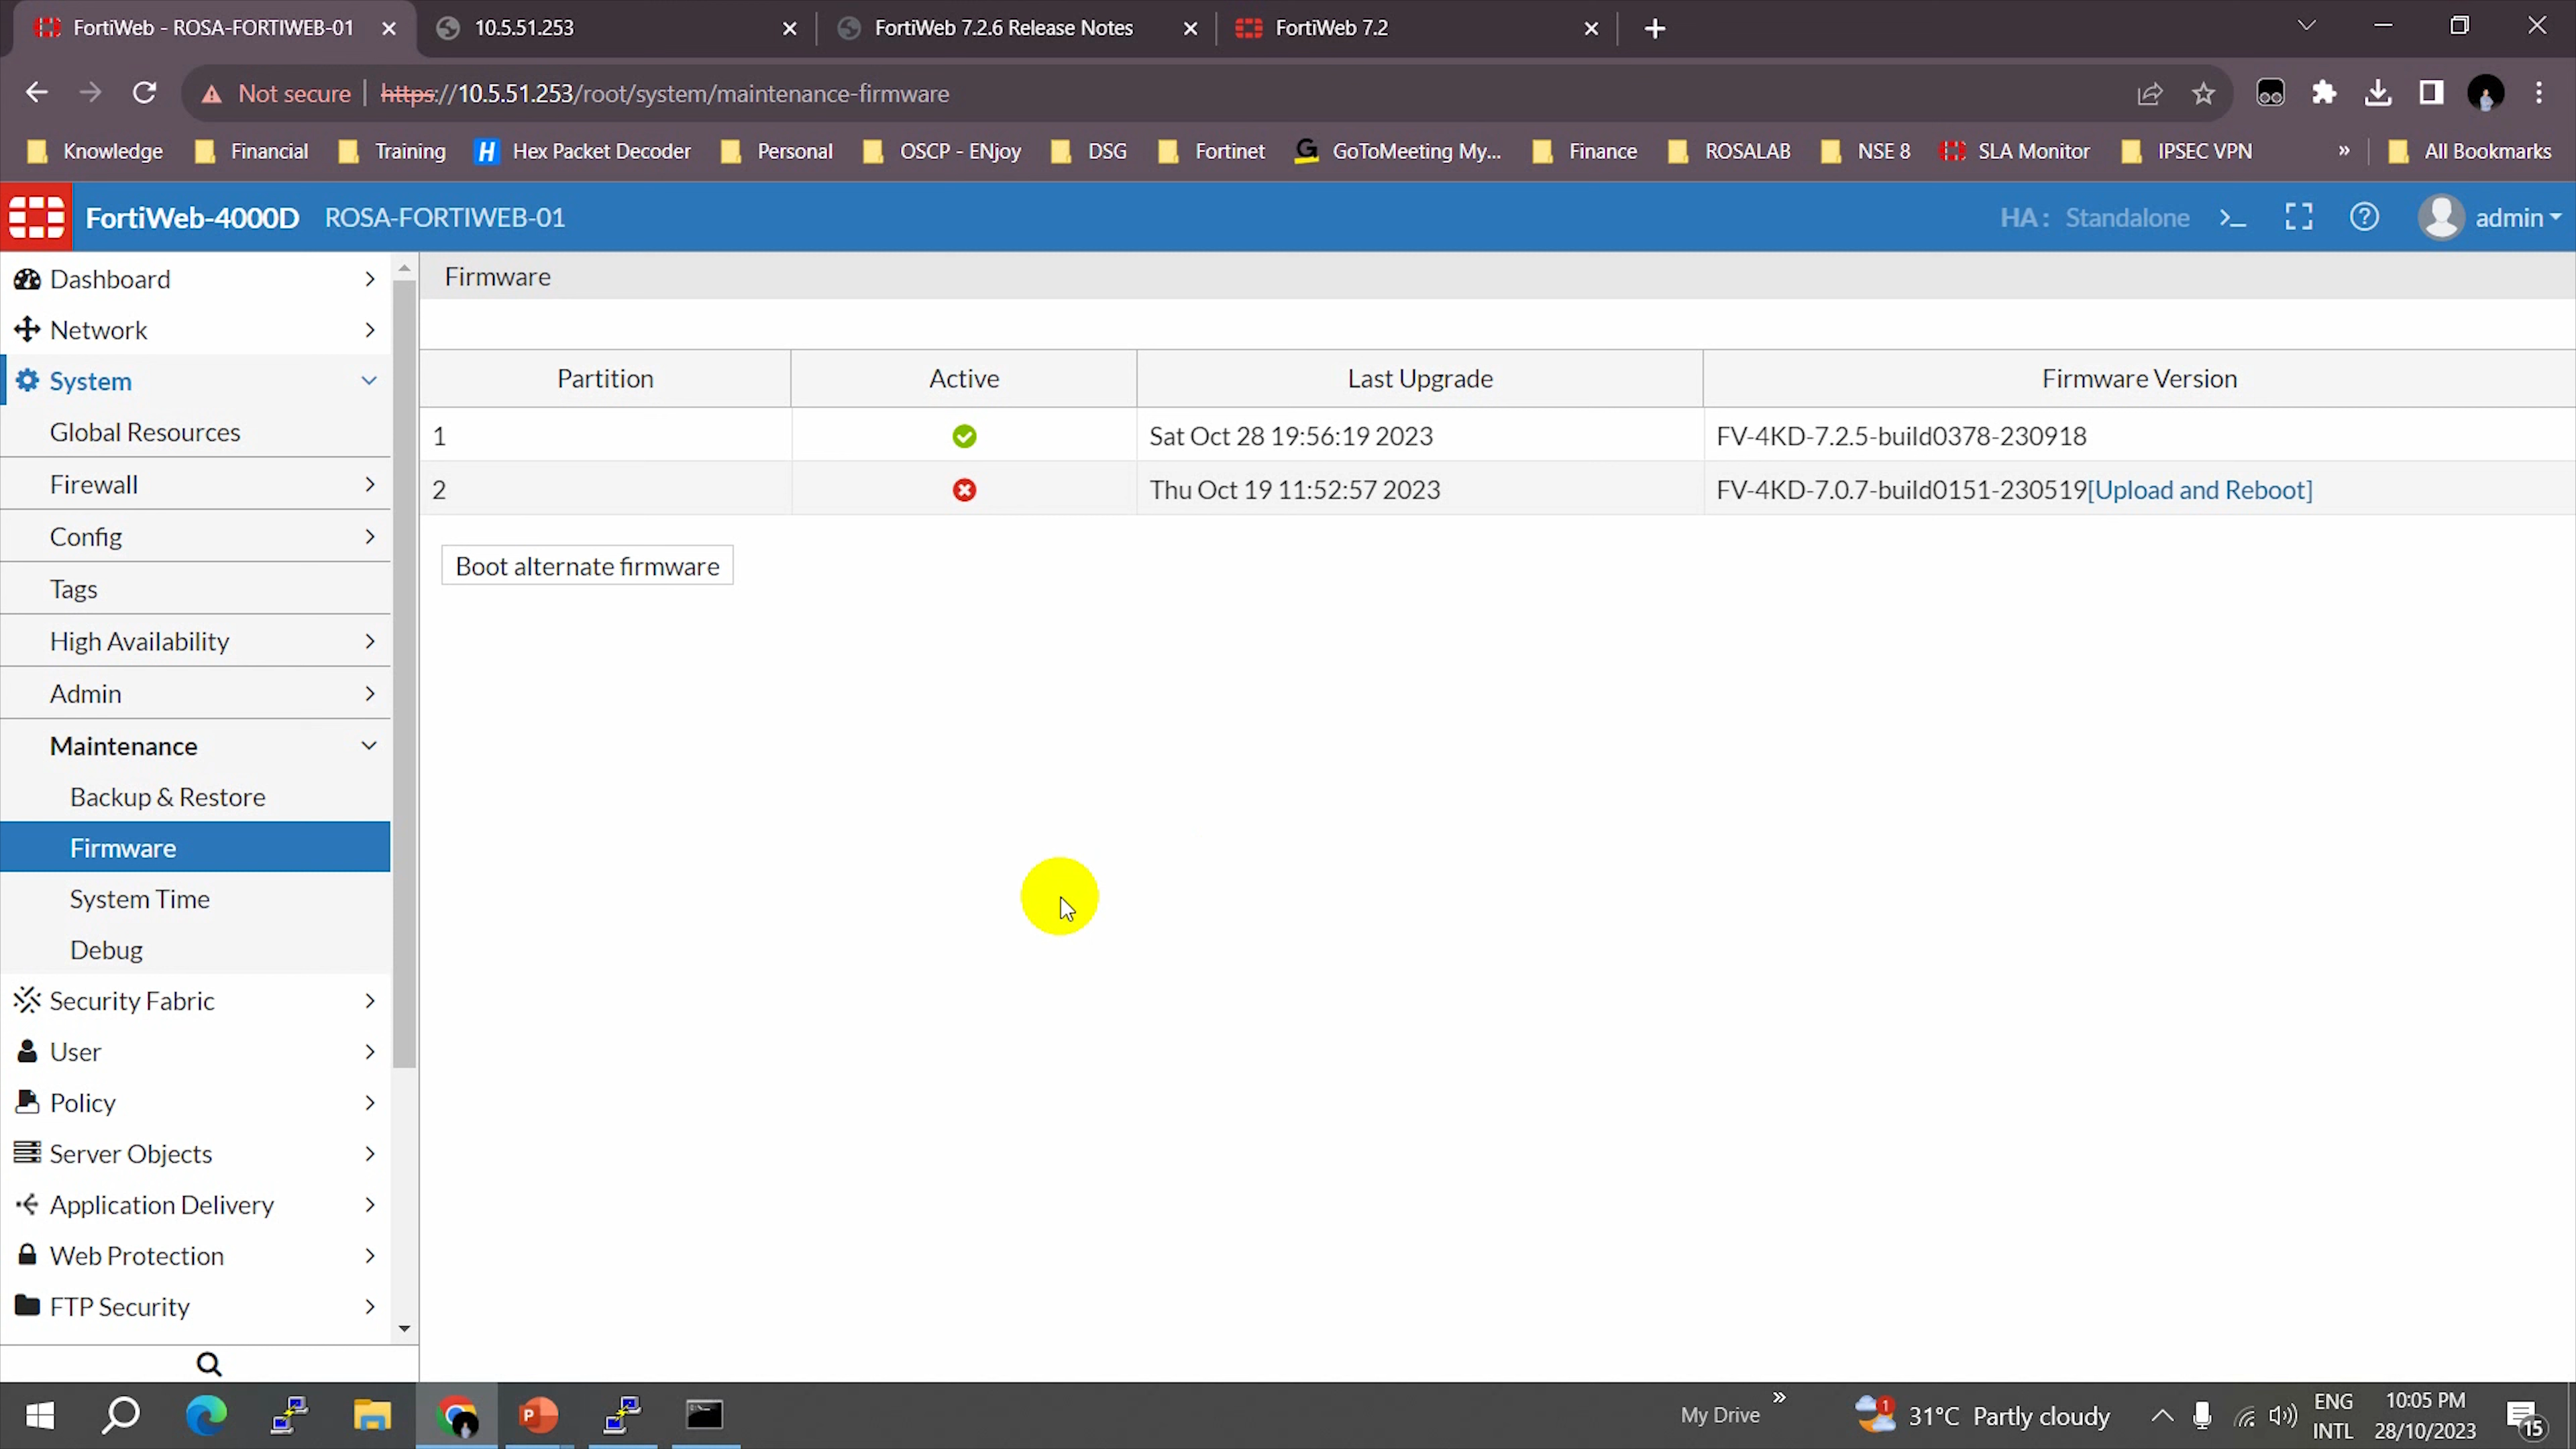 FortiWeb - ROSA-FORTIWEB-01
10.5.51.253
FortiWeb 7.2.6 Release Notes
FortiWeb 7.2
Not secure
https://10.5.51.253/root/system/maintenance-firmware
Knowledge
Financial
Training
H
Hex Packet Decoder
Personal
OSCP - ENjoy
DSG
Fortinet
G
GoToMeeting My...
Finance
ROSALAB
NSE 8
SLA Monitor
IPSEC VPN
»
All Bookmarks
FortiWeb-4000D
ROSA-FORTIWEB-01
HA: Standalone
admin
Dashboard
Network
System
Global Resources
Firewall
Config
Tags
High Availability
Admin
Maintenance
Backup & Restore
Firmware
System Time
Debug
Security Fabric
User
Policy
Server Objects
Application Delivery
Web Protection
FTP Security
Firmware
Partition Active Last Upgrade Firmware Version
1 Sat Oct 28 19:56:19 2023 FV-4KD-7.2.5-build0378-230918
2 Thu Oct 19 11:52:57 2023 FV-4KD-7.0.7-build0151-230519[Upload and Reboot]
Boot alternate firmware
P
My Drive
»
1
31°C Partly cloudy
ENG
INTL
10:05 PM
28/10/2023
15